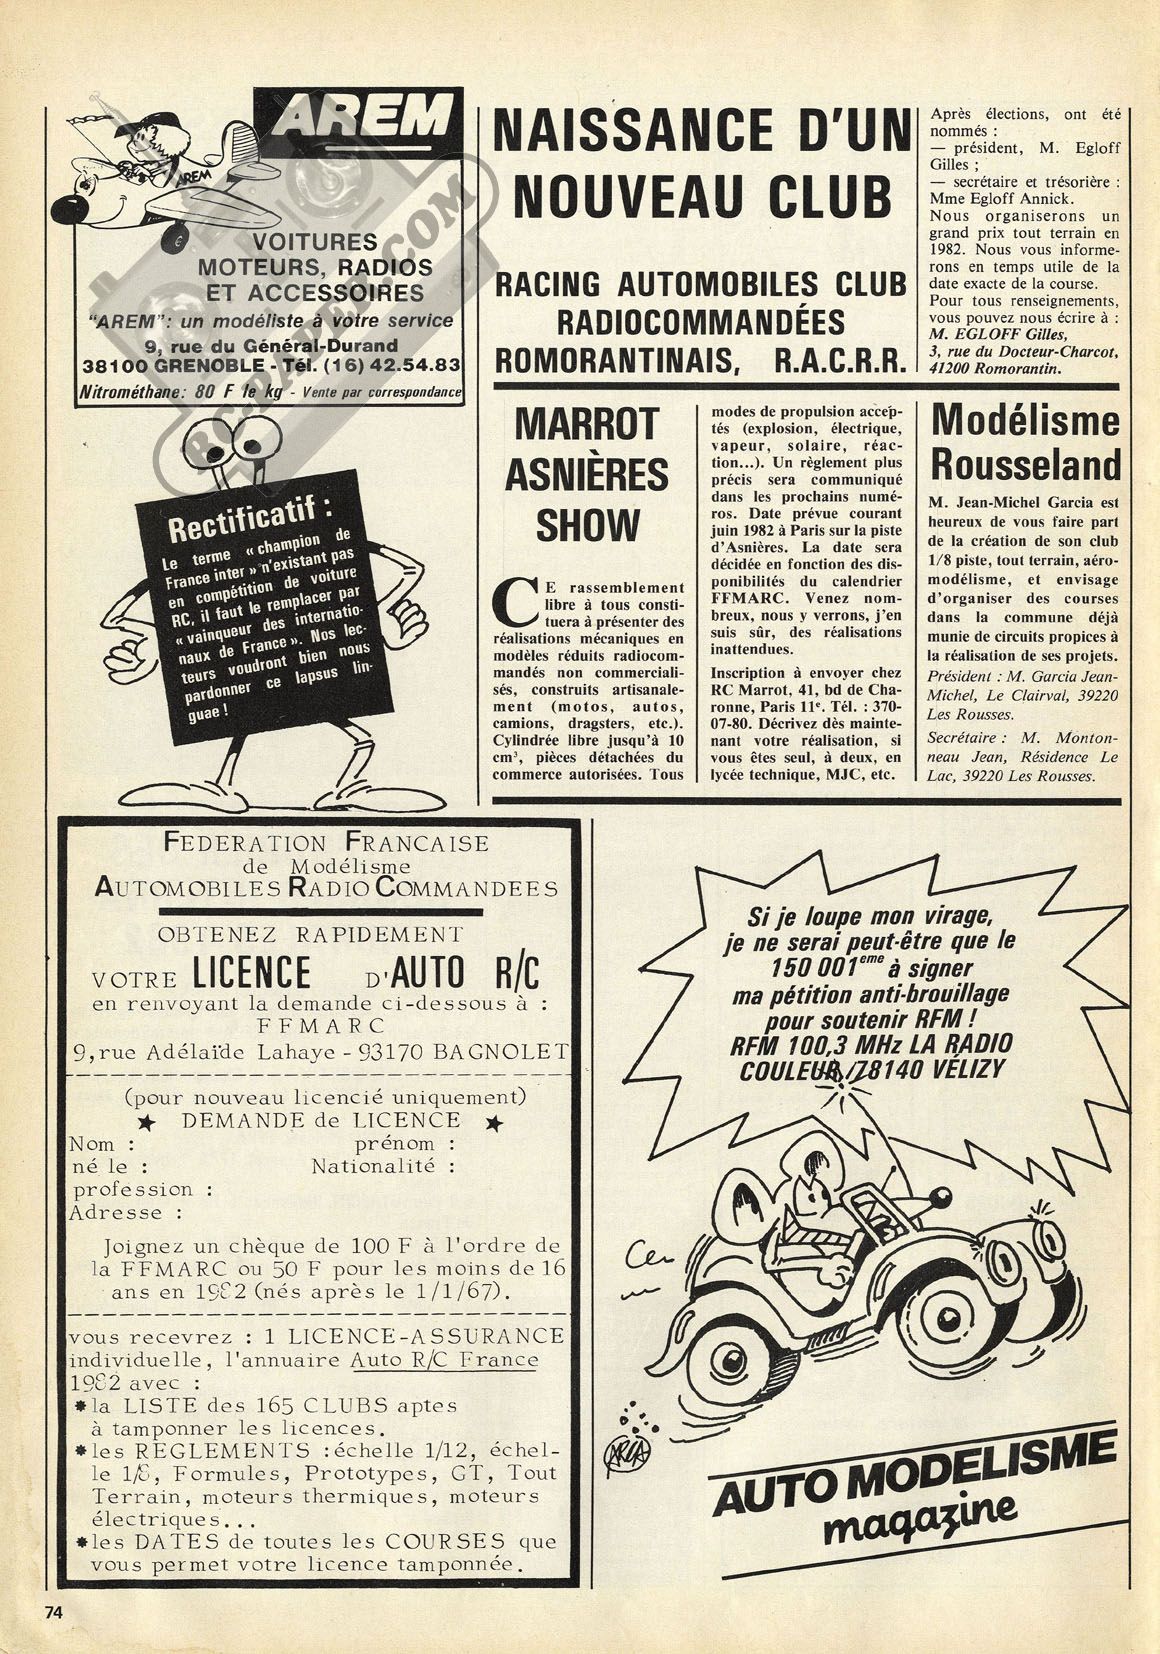 AREM
AREM
VOITURES
MOTEURS, RADIOS
ET ACCESSOIRES
"AREM": un modéliste à votre service
9, rue du Général-Durand
38100 GRENOBLE - Tél. (16) 42.54.83
Nitrométhane: 80 F le kg - Vente par correspondance
RC-PAPER.COM
Rectificatif :
Le terme « champion de
France inter » n'existant pas
en compétition de voiture
RC, il faut le remplacer par
« vainqueur des internatio-
naux de France ». Nos lec-
teurs voudront bien nous
pardonner ce lapsus lin-
guae !
NAISSANCE D'UN
NOUVEAU CLUB
RACING AUTOMOBILES CLUB
RADIOCOMMANDÉES
ROMORANTINAIS, R.A.C.R.R.
Après élections, ont été
nommés :
— président, M. Egloff
Gilles ;
— secrétaire et trésorière :
Mme Egloff Annick.
Nous organiserons un
grand prix tout terrain en
1982. Nous vous informe-
rons en temps utile de la
date exacte de la course.
Pour tous renseignements,
vous pouvez nous écrire à :
M. EGLOFF Gilles,
3, rue du Docteur-Charcot,
41200 Romorantin.
MARROT
ASNIÈRES
SHOW
CE rassemblement
libre à tous consti-
tuera à présenter des
réalisations mécaniques en
modèles réduits radiocom-
mandés non commerciali-
sés, construits artisanale-
ment (motos, autos,
camions, dragsters, etc.).
Cylindrée libre jusqu'à 10
cm³, pièces détachées du
commerce autorisées. Tous
modes de propulsion accep-
tés (explosion, électrique,
vapeur, solaire, réac-
tion...). Un règlement plus
précis sera communiqué
dans les prochains numé-
ros. Date prévue courant
juin 1982 à Paris sur la piste
d'Asnières. La date sera
décidée en fonction des dis-
ponibilités du calendrier
FFMARC. Venez nom-
breux, nous y verrons, j'en
suis sûr, des réalisations
inattendues.
Inscription à envoyer chez
RC Marrot, 41, bd de Cha-
ronne, Paris 11e. Tél. : 370-
07-80. Décrivez dès mainte-
nant votre réalisation, si
vous êtes seul, à deux, en
lycée technique, MJC, etc.
Modélisme
Rousseland
M. Jean-Michel Garcia est
heureux de vous faire part
de la création de son club
1/8 piste, tout terrain, aéro-
modélisme, et envisage
d'organiser des courses
dans la commune déjà
munie de circuits propices à
la réalisation de ses projets.
Président : M. Garcia Jean-
Michel, Le Clairval, 39220
Les Rousses.
Secrétaire : M. Monton-
neau Jean, Résidence Le
Lac, 39220 Les Rousses.
FEDERATION FRANCAISE
de Modélisme
AUTOMOBILES RADIO COMMANDEES
OBTENEZ RAPIDEMENT
VOTRE LICENCE D'AUTO R/C
en renvoyant la demande ci-dessous à :
FFMARC
9, rue Adélaïde Lahaye - 93170 BAGNOLET
(pour nouveau licencié uniquement)
★ DEMANDE de LICENCE ★
Nom : prénom :
né le : Nationalité :
profession :
Adresse :
Joignez un chèque de 100 F à l'ordre de
la FFMARC ou 50 F pour les moins de 16
ans en 1982 (nés après le 1/1/67).
vous recevrez : 1 LICENCE-ASSURANCE
individuelle, l'annuaire Auto R/C France
1982 avec :
* la LISTE des 165 CLUBS aptes
à tamponner les licences.
* les REGLEMENTS : échelle 1/12, échel-
le 1/8, Formules, Prototypes, GT, Tout
Terrain, moteurs thermiques, moteurs
électriques...
* les DATES de toutes les COURSES que
vous permet votre licence tamponnée.
Si je loupe mon virage,
je ne serai peut-être que le
150 001eme à signer
ma pétition anti-brouillage
pour soutenir RFM !
RFM 100,3 MHz LA RADIO
COULEUR /78140 VÉLIZY
ARCA
AUTO MODELISME
magazine
74